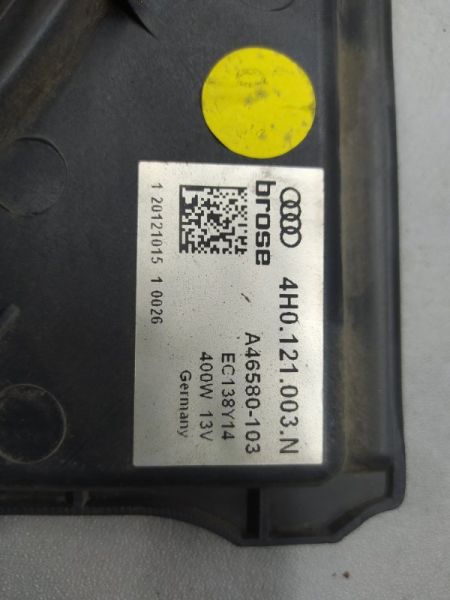 brose
4H0.121.003.N
A46580-103
EC138Y14
400W 13V
Germany
1 20121015 1 0026